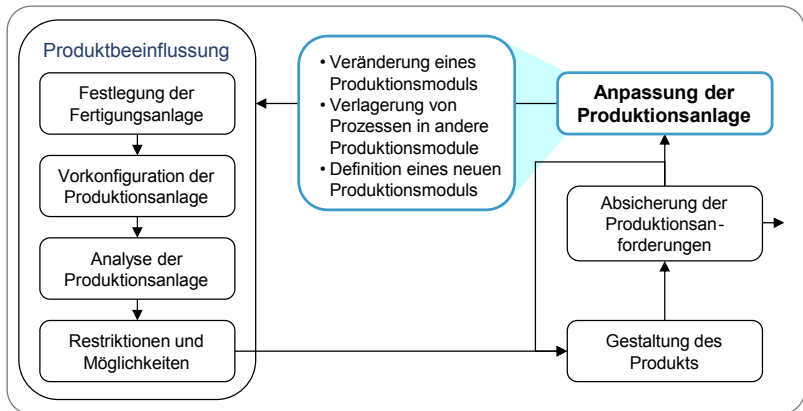 Produktbeeinflussung
Festlegung der
Fertigungsanlage
Vorkonfiguration der
Produktionsanlage
Analyse der
Produktionsanlage
Restriktionen und
Möglichkeiten
• Veränderung eines
Produktionsmoduls
• Verlagerung von
Prozessen in andere
Produktionsmodule
• Definition eines neuen
Produktionsmoduls
Anpassung der
Produktionsanlage
Absicherung der
Produktionsan-
forderungen
Gestaltung des
Produkts